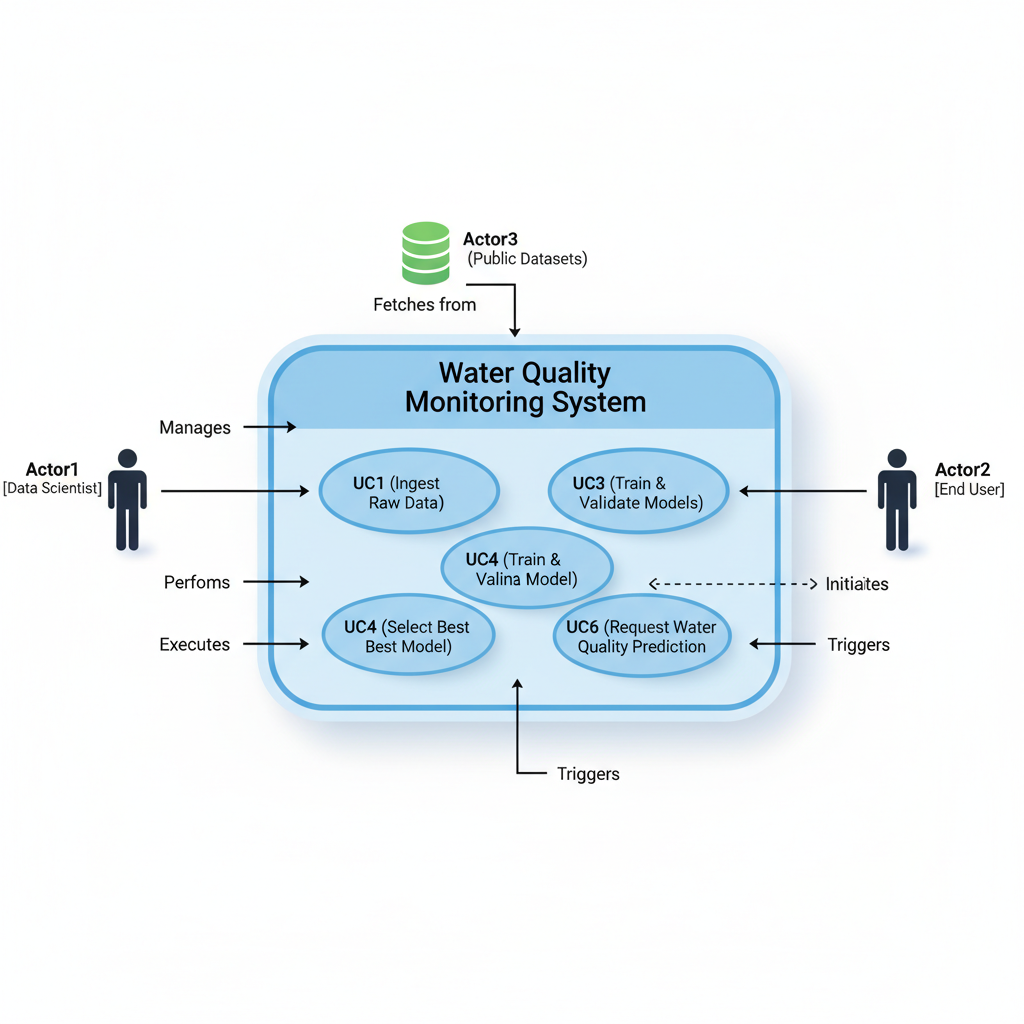 Actor3
(Public Datasets)
Fetches from
Water Quality
Monitoring System
Manages
Actor1
[Data Scientist]
UC1 (Ingest
Raw Data)
UC3 (Train &
Validate Models)
Actor2
[End User]
UC4 (Train &
Valina Model)
Perfoms
Initiates
UC4 (Select Best
Best Model)
UC6 (Request Water
Quality Prediction
Executes
Triggers
Triggers